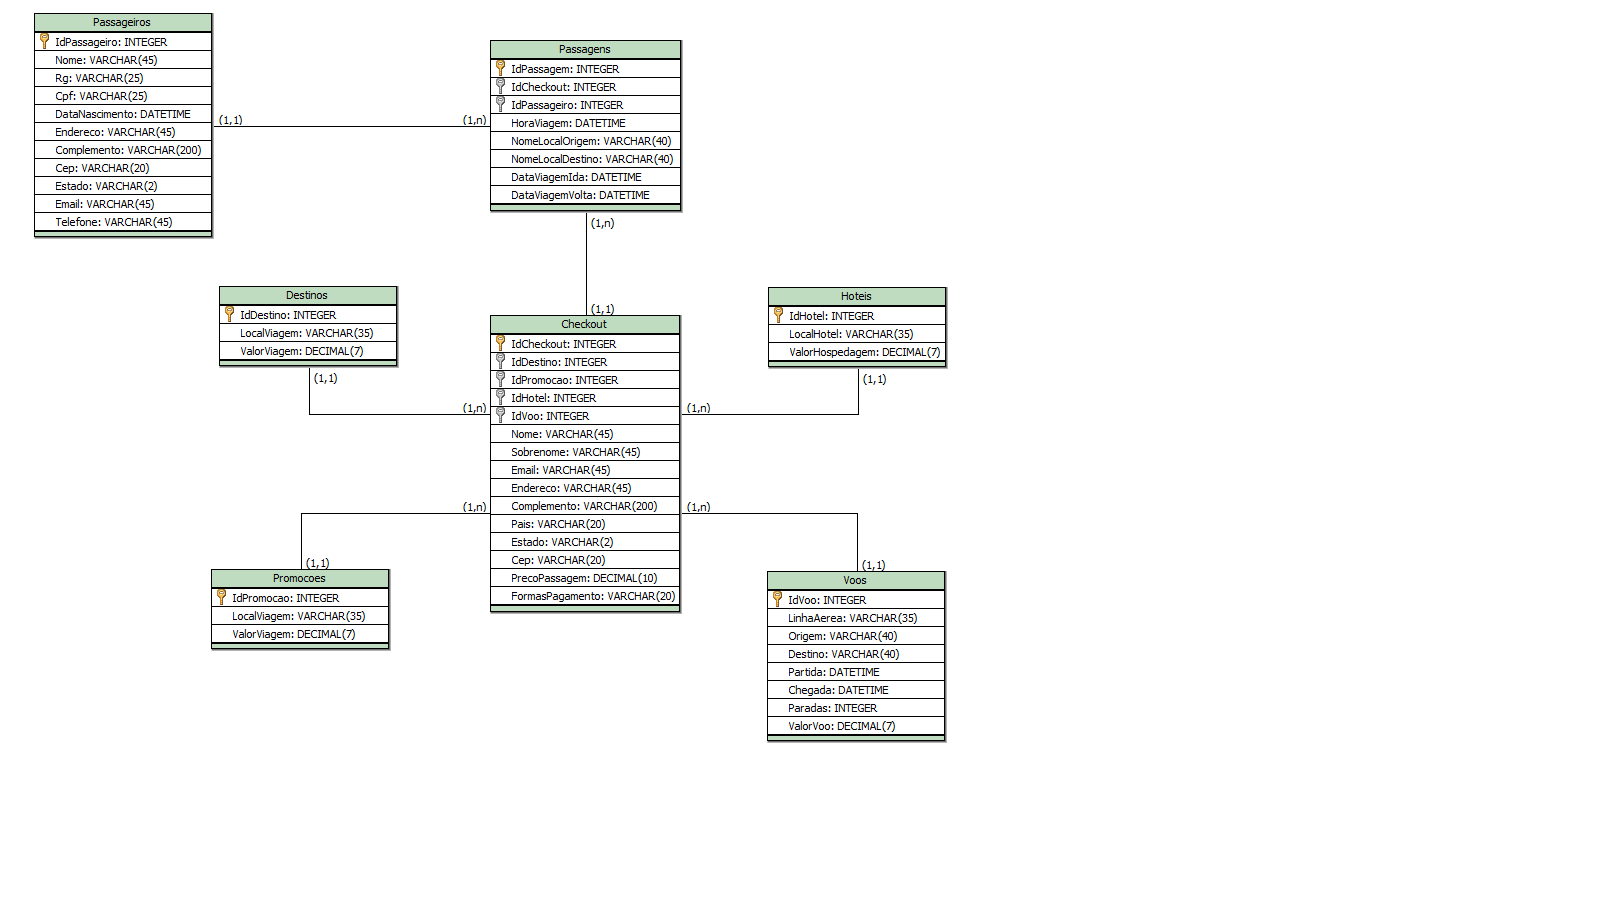 Passageiros
IdPassageiro: INTEGER
Nome: VARCHAR(45)
Rg: VARCHAR(25)
Cpf: VARCHAR(25)
DataNascimento: DATETIME
Endereco: VARCHAR(45)
Complemento: VARCHAR(200)
Cep: VARCHAR(20)
Estado: VARCHAR(2)
Email: VARCHAR(45)
Telefone: VARCHAR(45)
(1,1)
(1,n)
Passagens
IdPassagem: INTEGER
IdCheckout: INTEGER
IdPassageiro: INTEGER
HoraViagem: DATETIME
NomeLocalOrigem: VARCHAR(40)
NomeLocalDestino: VARCHAR(40)
DataViagemIda: DATETIME
DataViagemVolta: DATETIME
(1,n)
(1,1)
Destinos
IdDestino: INTEGER
LocalViagem: VARCHAR(35)
ValorViagem: DECIMAL(7)
(1,1)
(1,n)
Checkout
IdCheckout: INTEGER
IdDestino: INTEGER
IdPromocao: INTEGER
IdHotel: INTEGER
IdVoo: INTEGER
Nome: VARCHAR(45)
Sobrenome: VARCHAR(45)
Email: VARCHAR(45)
Endereco: VARCHAR(45)
Complemento: VARCHAR(200)
Pais: VARCHAR(20)
Estado: VARCHAR(2)
Cep: VARCHAR(20)
PrecoPassagem: DECIMAL(10)
FormasPagamento: VARCHAR(20)
Hoteis
IdHotel: INTEGER
LocalHotel: VARCHAR(35)
ValorHospedagem: DECIMAL(7)
(1,1)
(1,n)
(1,n)
(1,1)
Promocoes
IdPromocao: INTEGER
LocalViagem: VARCHAR(35)
ValorViagem: DECIMAL(7)
(1,n)
(1,1)
Voos
IdVoo: INTEGER
LinhaAerea: VARCHAR(35)
Origem: VARCHAR(40)
Destino: VARCHAR(40)
Partida: DATETIME
Chegada: DATETIME
Paradas: INTEGER
ValorVoo: DECIMAL(7)